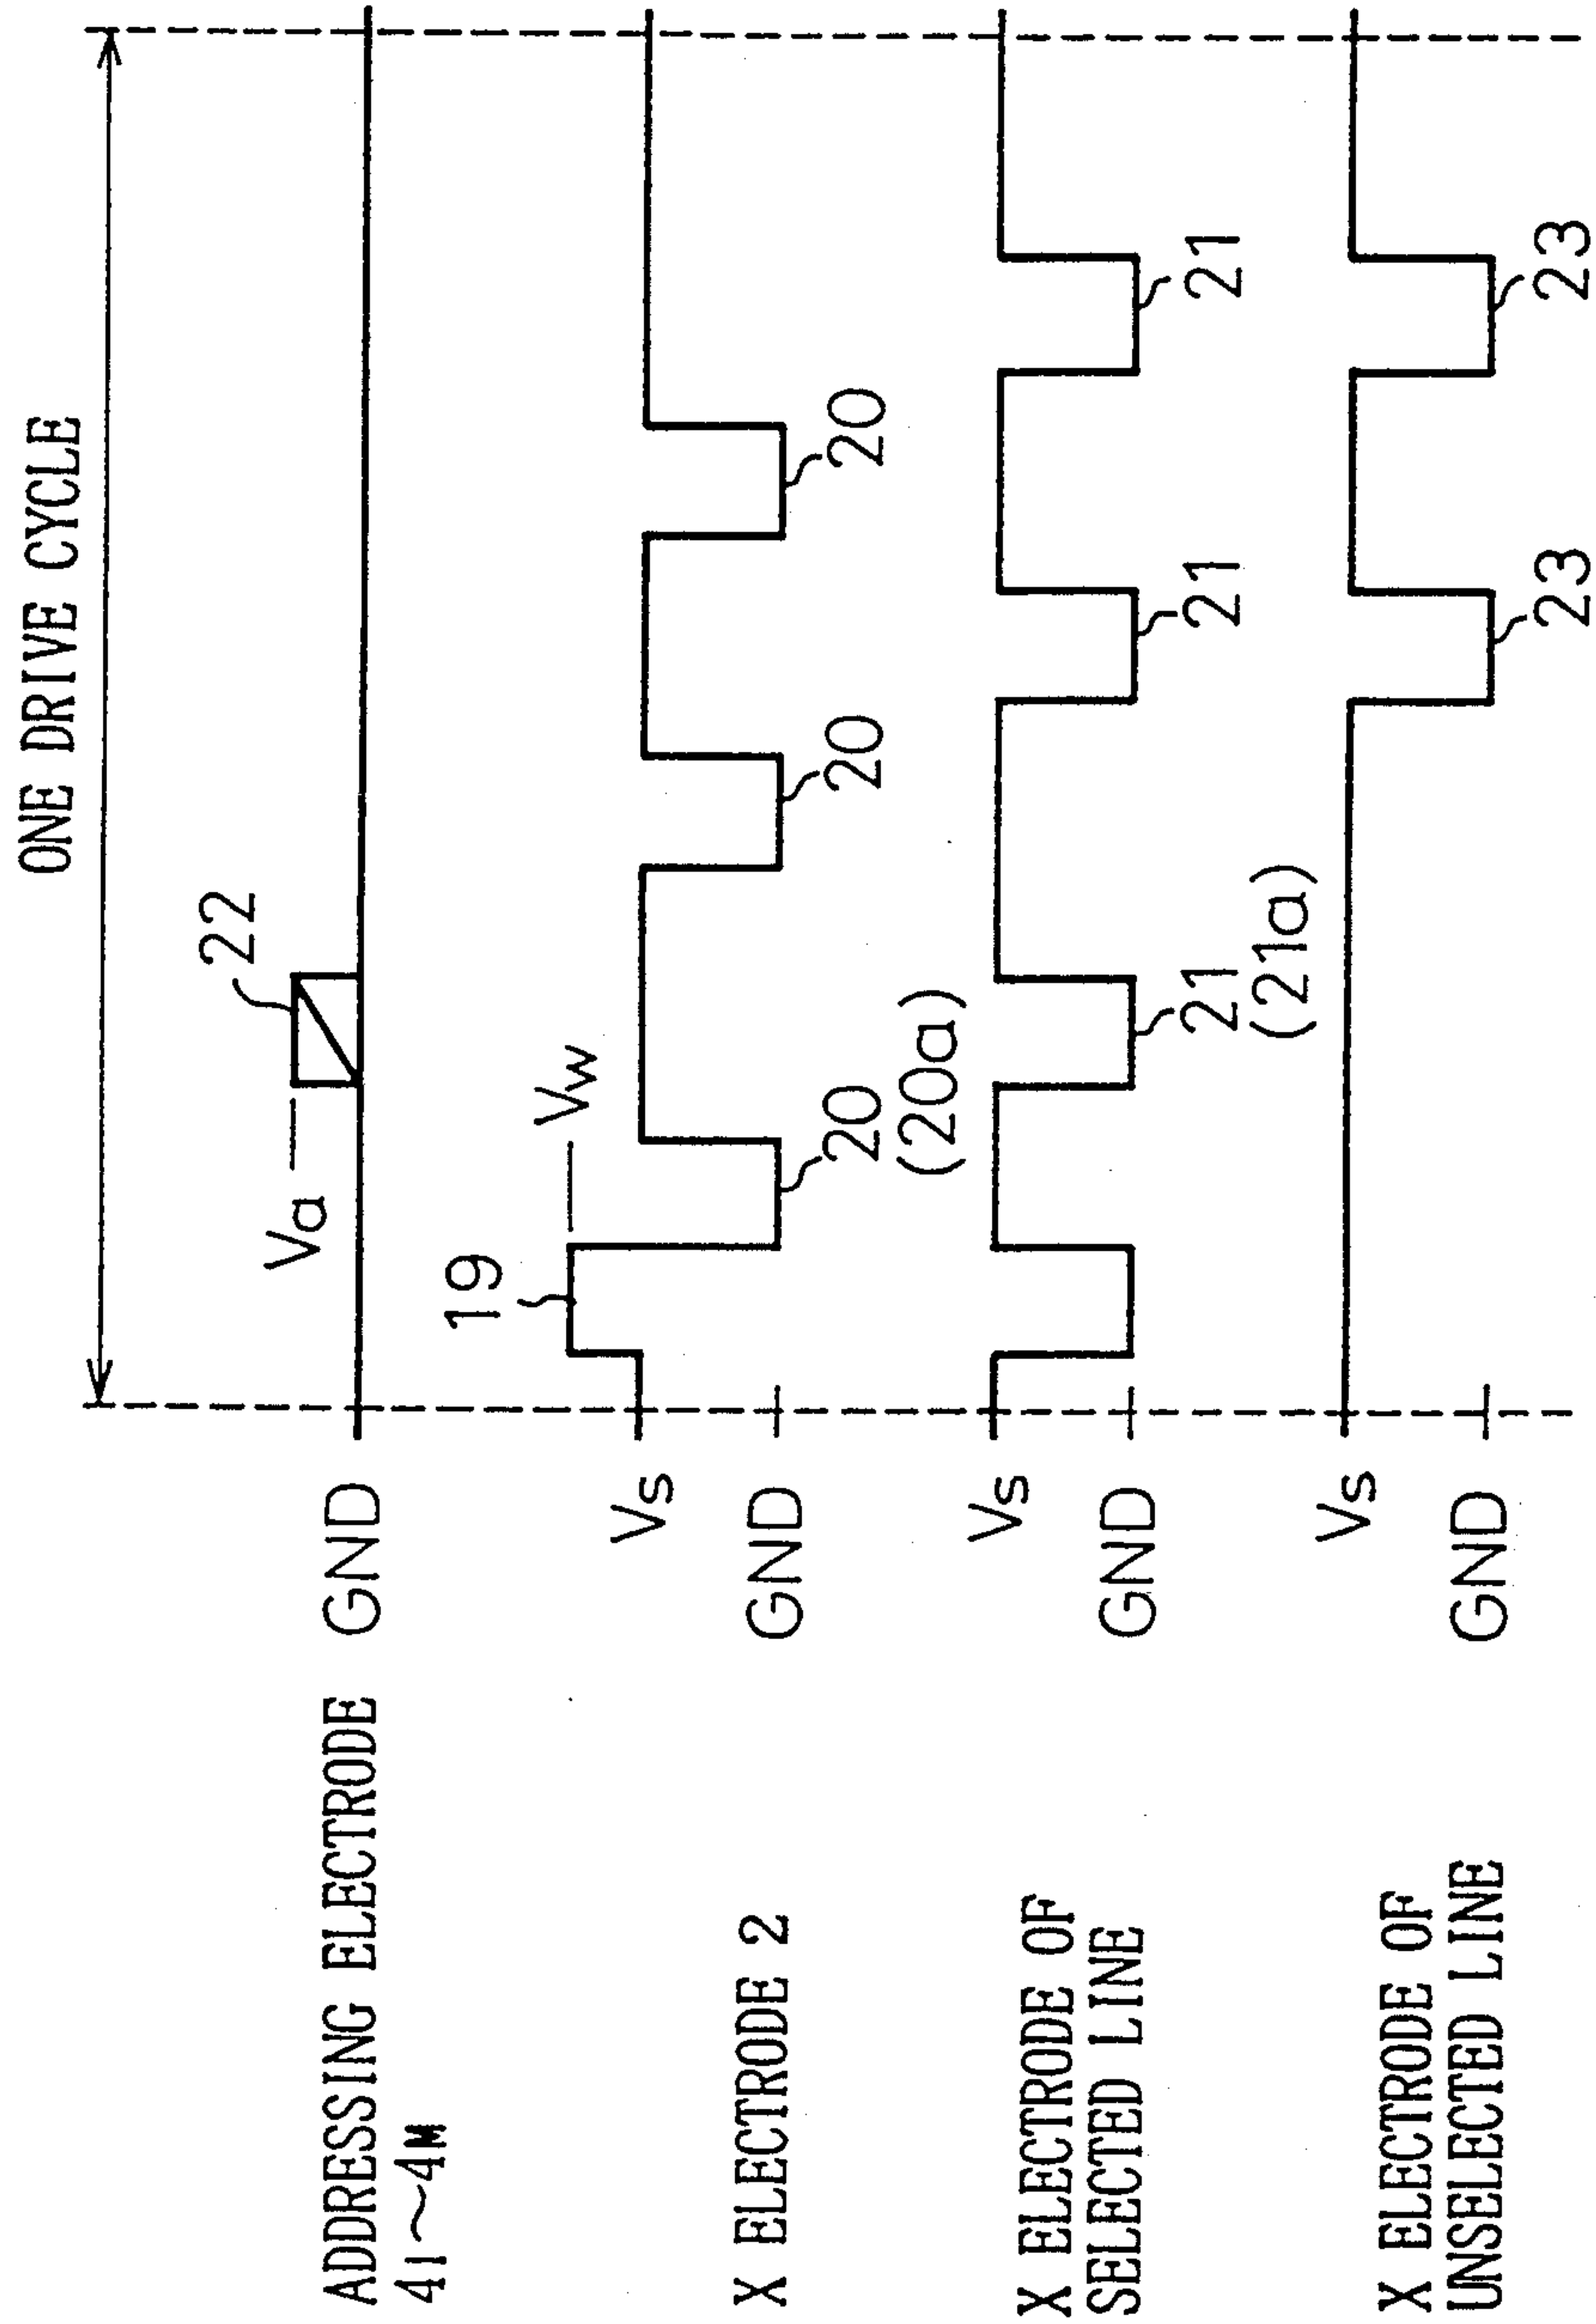 ONE DRIVE CYCLE
ADDRESSING ELECTRODE
41~4M
GND
Va
22
X ELECTRODE 2
Vs
GND
19
Vw
20
(20a)
20
20
X ELECTRODE OF
SELECTED LINE
Vs
GND
21
(21a)
21
21
X ELECTRODE OF
UNSELECTED LINE
Vs
GND
23
23